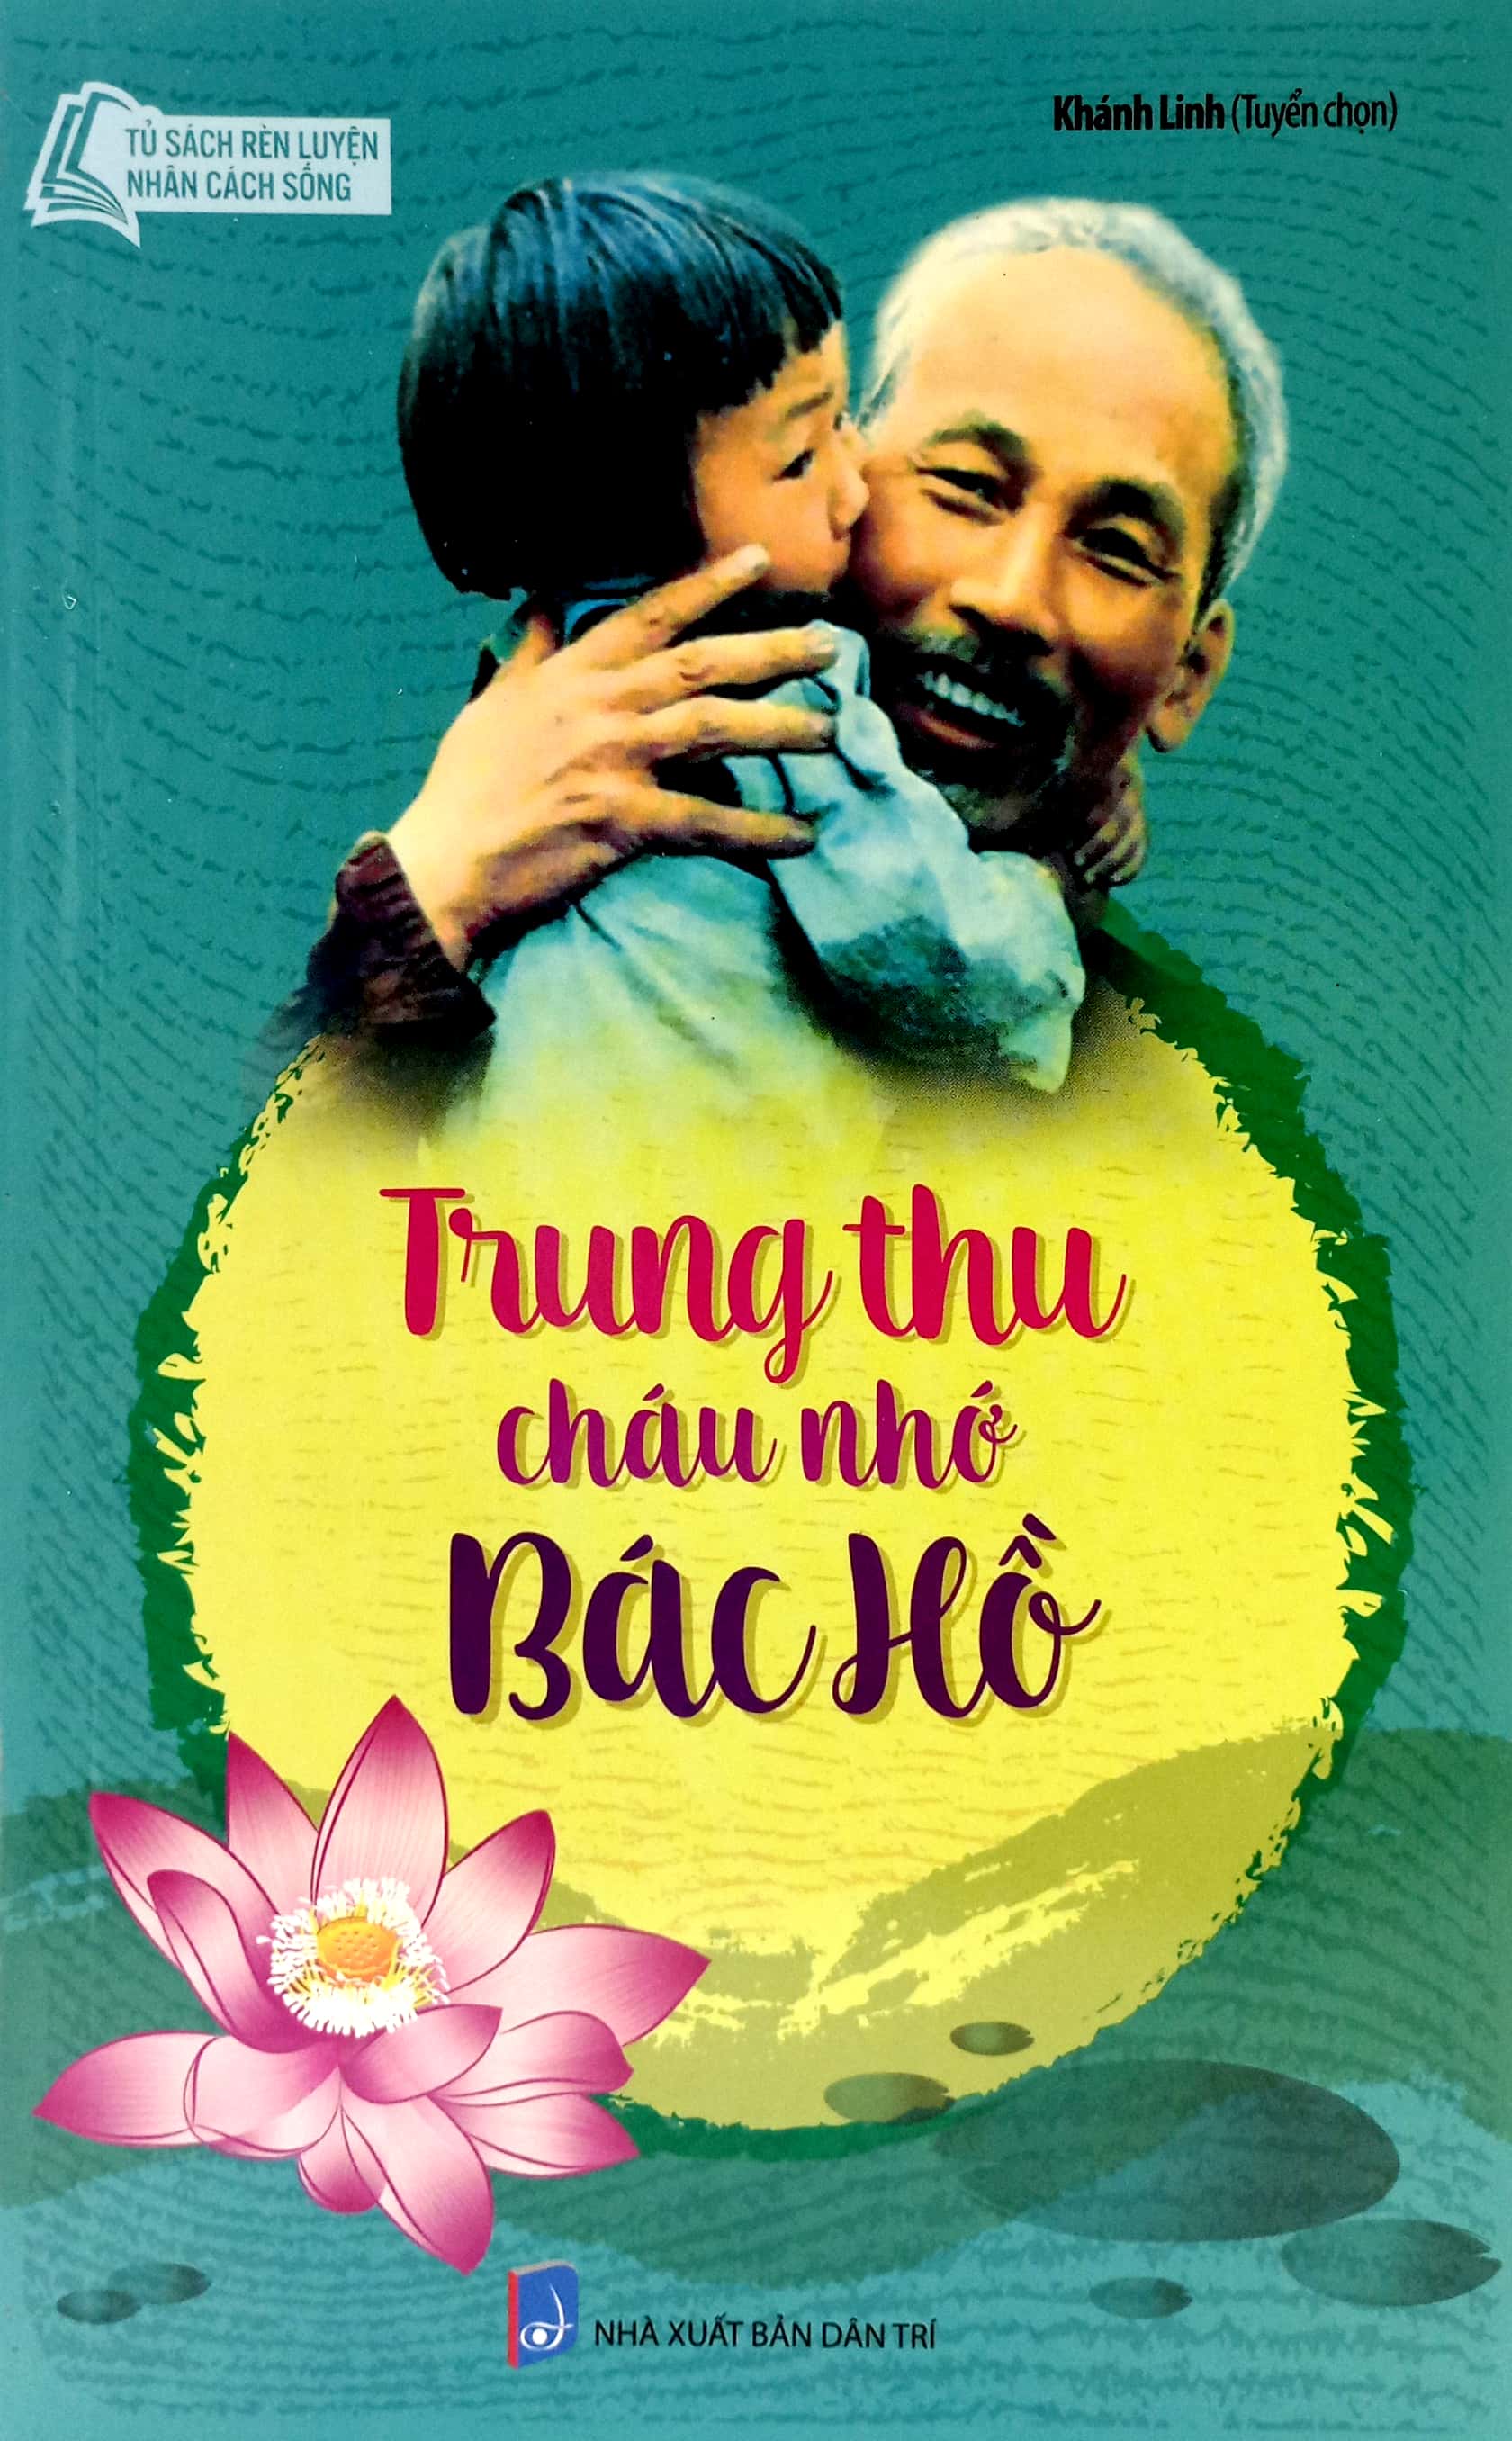 TỦ SÁCH RÈN LUYỆN
NHÂN CÁCH SỐNG
Khánh Linh (Tuyển chọn)
Trung thu
cháu nhớ
Bác Hồ
NHÀ XUẤT BẢN DÂN TRÍ